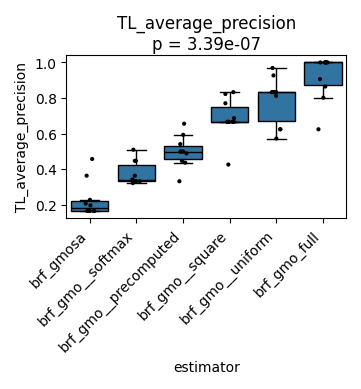 TL_average_precision
p = 3.39e-07
TL_average_precision
1.0
0.8
0.6
0.4
0.2
brf_gmosa
brf_gmo__softmax
brf_gmo__precomputed
brf_gmo__square
brf_gmo__uniform
brf_gmo_full
estimator